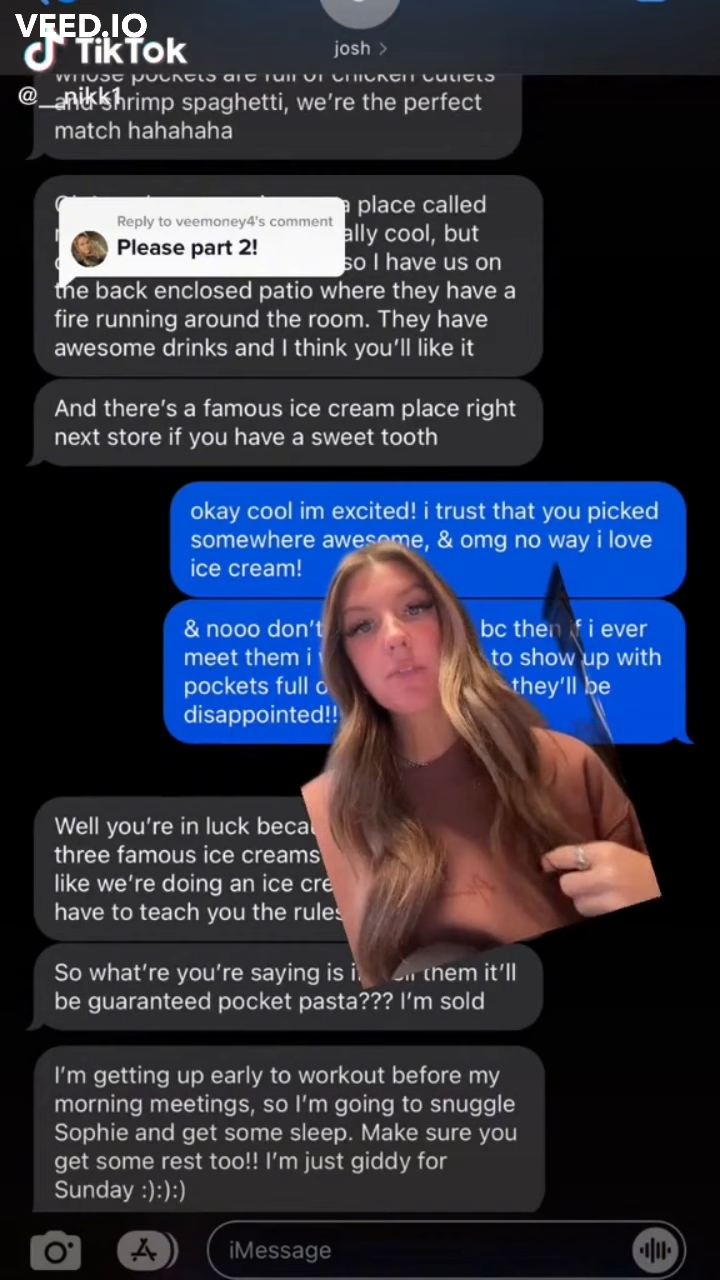 VEED.IO
TikTok
@__nikk1
josh >
whose pockets are full of chicken cutlets
and shrimp spaghetti, we're the perfect
match hahahaha
a place called
ally cool, but
so I have us on
the back enclosed patio where they have a
fire running around the room. They have
awesome drinks and I think you'll like it
Reply to veemoney4's comment
Please part 2!
And there's a famous ice cream place right
next store if you have a sweet tooth
okay cool im excited! i trust that you picked
somewhere awesome, & omg no way i love
ice cream!
& nooo don't bc then if i ever
meet them i to show up with
pockets full they'll be
disappointed!!
Well you're in luck
three famous ice creams
like we're doing an ice
have to teach you the rules
So what're you're saying is them it'll
be guaranteed pocket pasta??? I'm sold
I'm getting up early to workout before my
morning meetings, so I'm going to snuggle
Sophie and get some sleep. Make sure you
get some rest too!! I'm just giddy for
Sunday :):):)
iMessage